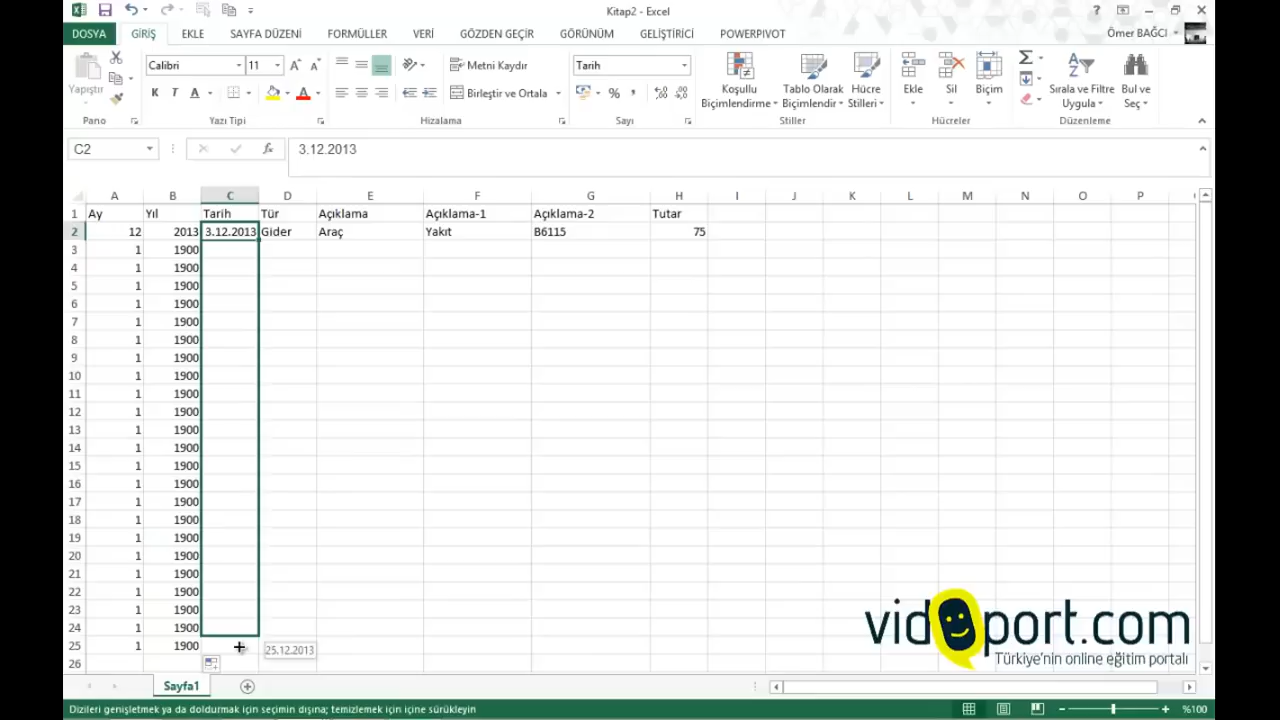 Kitap2 - Excel
DOSYA GİRİŞ EKLE SAYFA DÜZENİ FORMÜLLER VERİ GÖZDEN GEÇİR GÖRÜNÜM GELİŞTİRİCİ POWERPIVOT Ömer BAĞCI
Yapıştır
Calibri 11
K T A
Metni Kaydır
Birleştir ve Ortala
Tarih
Koşullu Biçimlendirme
Tablo Olarak Biçimlendir
Hücre Stilleri
Ekle
Sil
Biçim
Sırala ve Filtre Uygula
Bul ve Seç
Pano Yazı Tipi Hizalama Sayı Stiller Hücreler Düzenleme
C2 3.12.2013
A B C D E F G H I J K L M N O P
1 Ay Yıl Tarih Tür Açıklama Açıklama-1 Açıklama-2 Tutar
2 12 2013 3.12.2013 Gider Araç Yakıt B6115 75
3 1 1900
4 1 1900
5 1 1900
6 1 1900
7 1 1900
8 1 1900
9 1 1900
10 1 1900
11 1 1900
12 1 1900
13 1 1900
14 1 1900
15 1 1900
16 1 1900
17 1 1900
18 1 1900
19 1 1900
20 1 1900
21 1 1900
22 1 1900
23 1 1900
24 1 1900
25 1 1900 25.12.2013
26
vidoport.com
Türkiye'nin online eğitim portalı
Sayfa1
Dizileri genişletmek ya da doldurmak için seçimin dışına; temizlemek için içine sürükleyin %100